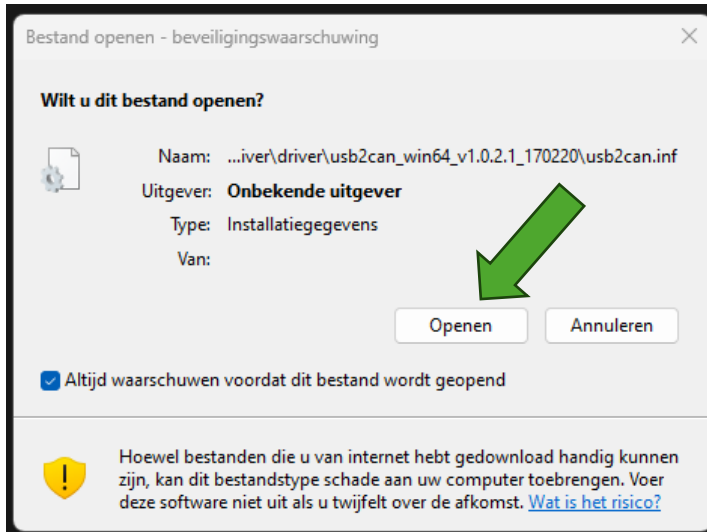 Bestand openen - beveiligingswaarschuwing
Wilt u dit bestand openen?
Naam: ...iver\driver\usb2can_win64_v1.0.2.1_170220\usb2can.inf
Uitgever: Onbekende uitgever
Type: Installatiegegevens
Van:
Openen Annuleren
Altijd waarschuwen voordat dit bestand wordt geopend
Hoewel bestanden die u van internet hebt gedownload handig kunnen
zijn, kan dit bestandstype schade aan uw computer toebrengen. Voer
deze software niet uit als u twijfelt over de afkomst. Wat is het risico?